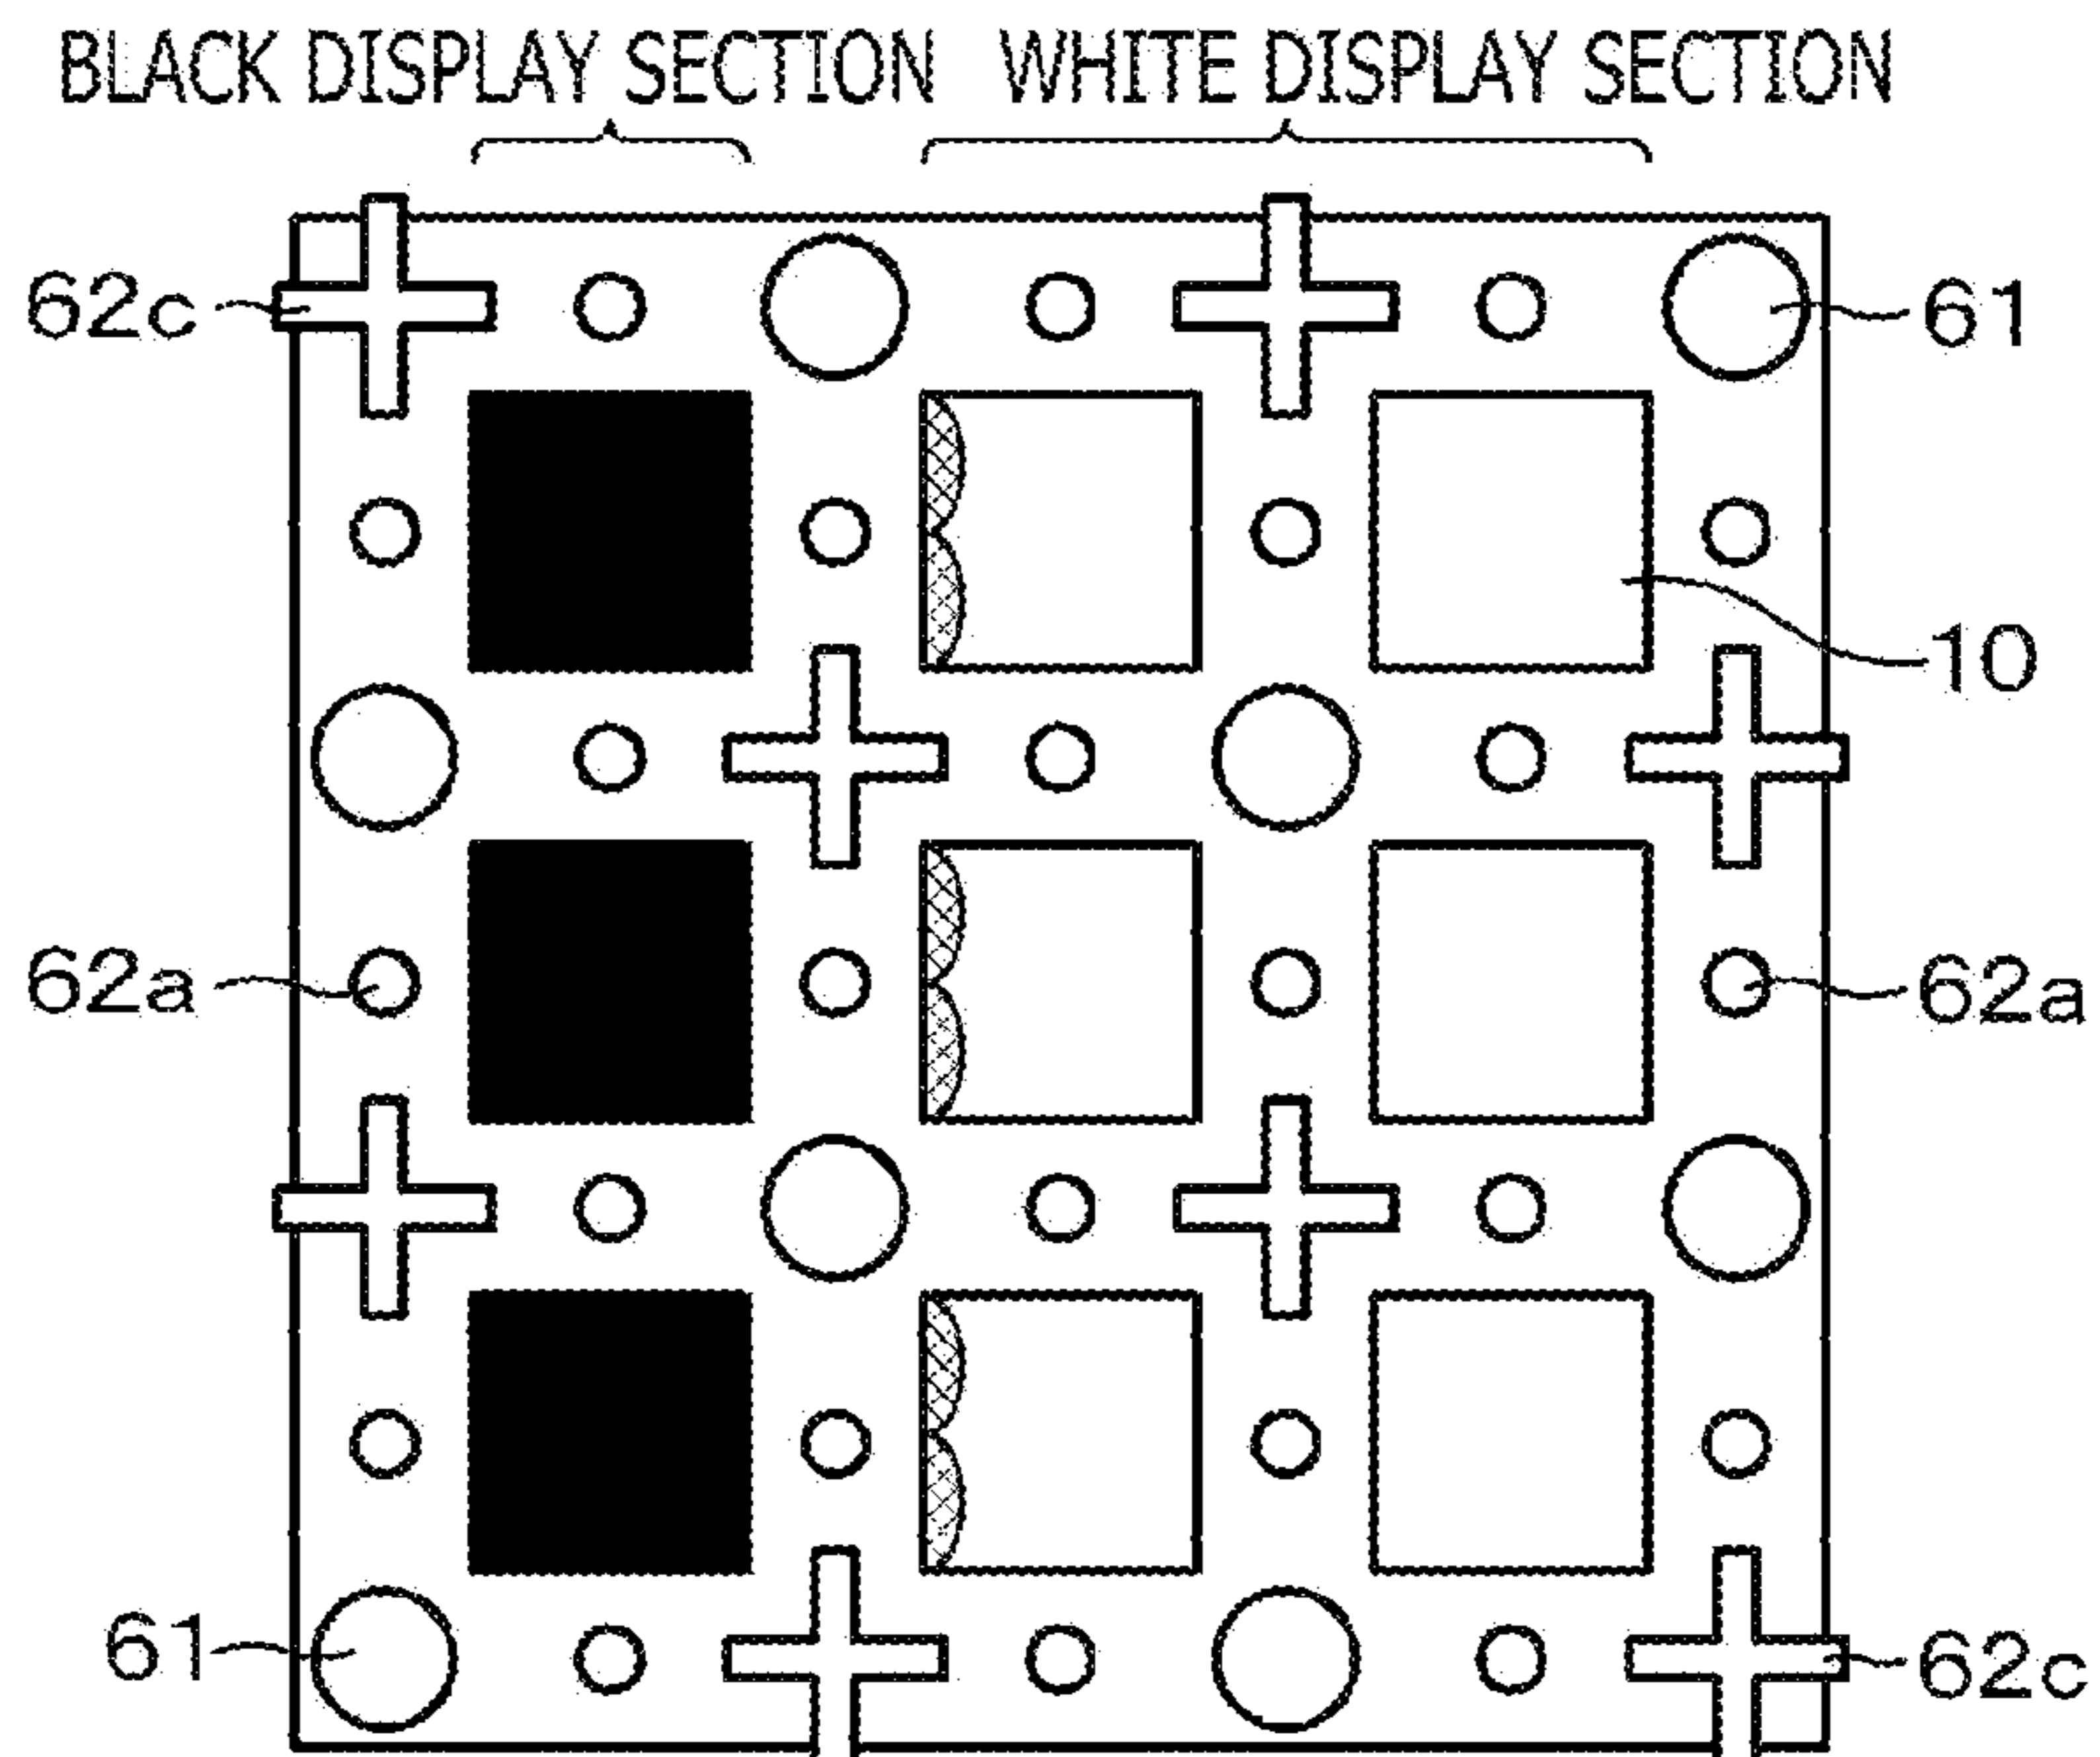 BLACK DISPLAY SECTION WHITE DISPLAY SECTION
62c 61
10
62a 62a
61 62c